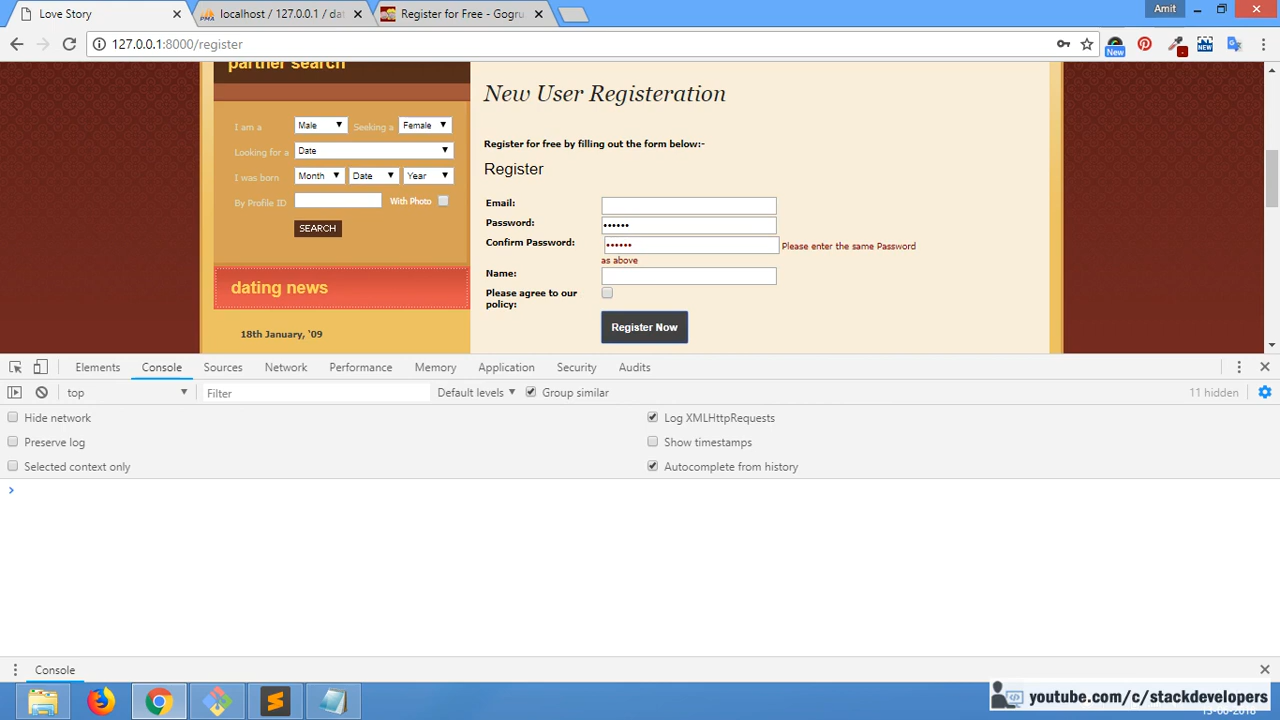 Love Story
localhost / 127.0.0.1 / dat
Register for Free - Gogru
Amit
127.0.0.1:8000/register
New
NEW
partner search
I am a Male Seeking a Female
Looking for a Date
I was born Month Date Year
By Profile ID With Photo
SEARCH
dating news
18th January, '09
New User Registeration
Register for free by filling out the form below:-
Register
Email:
Password: ••••••
Confirm Password: •••••• Please enter the same Password
as above
Name:
Please agree to our
policy:
Register Now
Elements Console Sources Network Performance Memory Application Security Audits
top Filter Default levels Group similar 11 hidden
Hide network Log XMLHttpRequests
Preserve log Show timestamps
Selected context only Autocomplete from history
Console
youtube.com/c/stackdevelopers